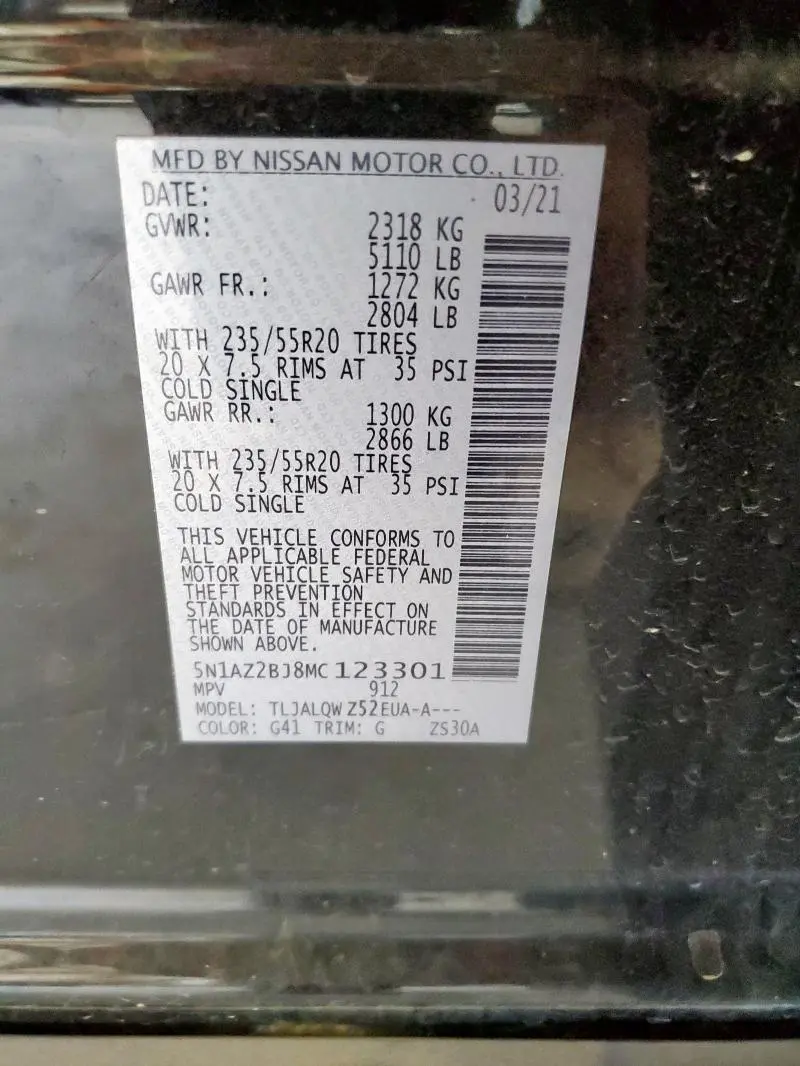 MFD BY NISSAN MOTOR CO., LTD.
DATE: 03/21
GVWR: 2318 KG
5110 LB
GAWR FR.: 1272 KG
2804 LB
WITH 235/55R20 TIRES
20 X 7.5 RIMS AT 35 PSI
COLD SINGLE
GAWR RR.: 1300 KG
2866 LB
WITH 235/55R20 TIRES
20 X 7.5 RIMS AT 35 PSI
COLD SINGLE
THIS VEHICLE CONFORMS TO
ALL APPLICABLE FEDERAL
MOTOR VEHICLE SAFETY AND
THEFT PREVENTION
STANDARDS IN EFFECT ON
THE DATE OF MANUFACTURE
SHOWN ABOVE.
5N1AZ2BJ8MC 123301
MPV 912
MODEL: TLJALQW Z52EUA-A---
COLOR: G41 TRIM: G ZS30A